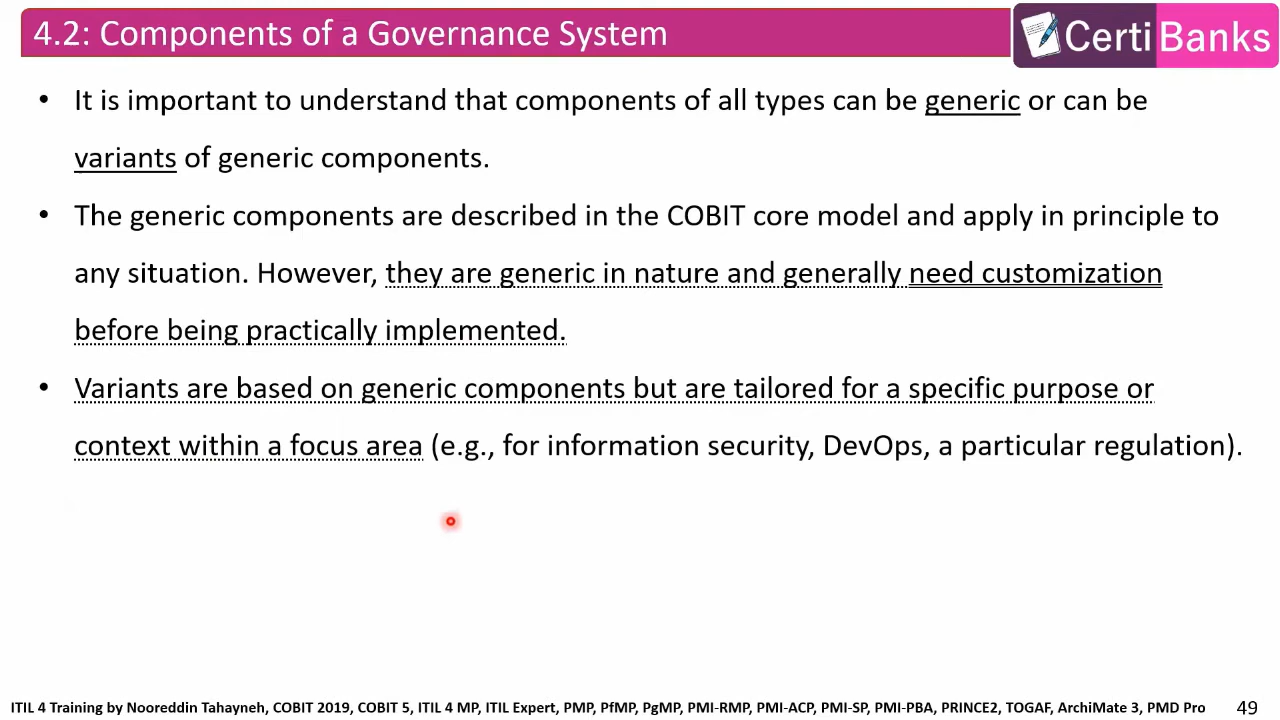 4.2: Components of a Governance System
CertiBanks
• It is important to understand that components of all types can be generic or can be
variants of generic components.
• The generic components are described in the COBIT core model and apply in principle to
any situation. However, they are generic in nature and generally need customization
before being practically implemented.
• Variants are based on generic components but are tailored for a specific purpose or
context within a focus area (e.g., for information security, DevOps, a particular regulation).
ITIL 4 Training by Nooreddin Tahayneh, COBIT 2019, COBIT 5, ITIL 4 MP, ITIL Expert, PMP, PfMP, PgMP, PMI-RMP, PMI-ACP, PMI-SP, PMI-PBA, PRINCE2, TOGAF, ArchiMate 3, PMD Pro 49